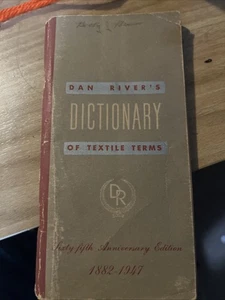 DAN RIVER'S
DICTIONARY
OF TEXTILE TERMS
DR
Sixty-fifth Anniversary Edition
1882-1947